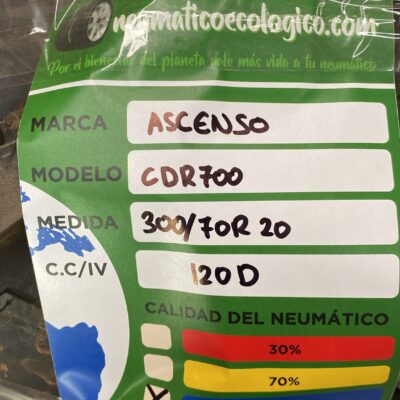 neumaticoecologico.com
Por el bienestar del planeta dale más vida a tu neumático
MARCA ASCENSO
MODELO CDR700
MEDIDA 300/70R 20
C.C/IV 120 D
CALIDAD DEL NEUMÁTICO
30%
70%
X